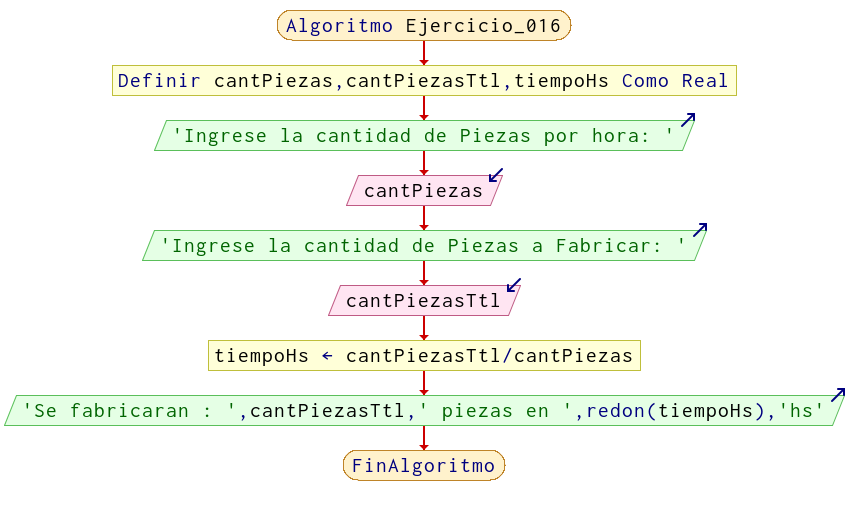 Algoritmo Ejercicio_016
Definir cantPiezas,cantPiezasTtl,tiempoHs Como Real
'Ingrese la cantidad de Piezas por hora: '
cantPiezas
'Ingrese la cantidad de Piezas a Fabricar: '
cantPiezasTtl
tiempoHs ← cantPiezasTtl/cantPiezas
'Se fabricaran : ',cantPiezasTtl,' piezas en ',redon(tiempoHs),'hs'
FinAlgoritmo